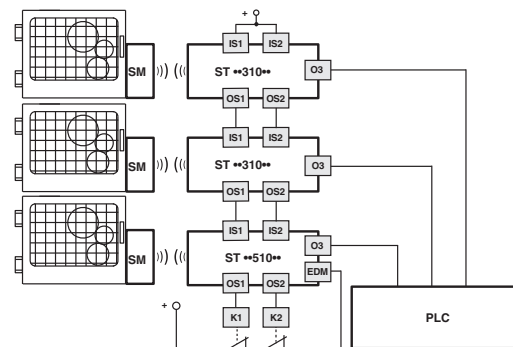 +
IS1 IS2
SM ST ••310•• O3
OS1 OS2
IS1 IS2
SM ST ••310•• O3
OS1 OS2
IS1 IS2
O3
SM ST ••510••
EDM
OS1 OS2
+
K1 K2 PLC